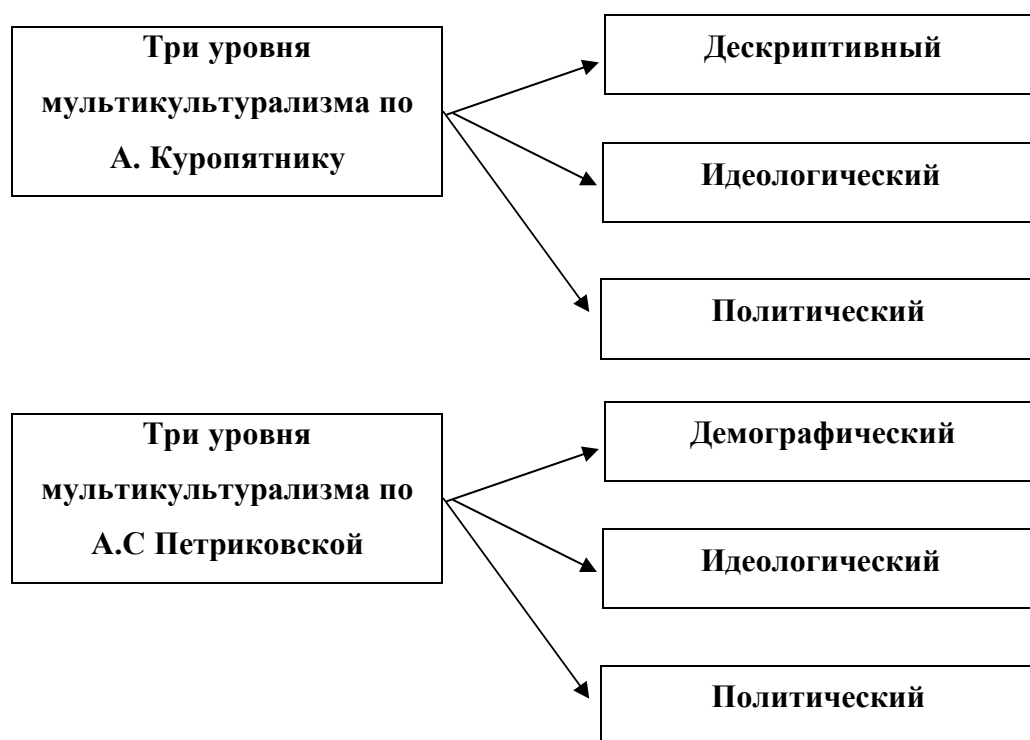 Три уровня
мультикультурализма по
А. Куропятнику
Дескриптивный
Идеологический
Политический
Три уровня
мультикультурализма по
А.С Петриковской
Демографический
Идеологический
Политический